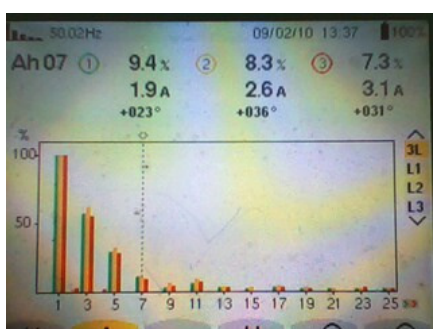 50.02Hz 09/02/10 13:37 100%
Ah07 1 9.4% 2 8.3% 3 7.3%
1.9A 2.6A 3.1A
+023° +036° +031°
%
100
50
3L
L1
L2
L3
1 3 5 7 9 11 13 15 17 19 21 23 25